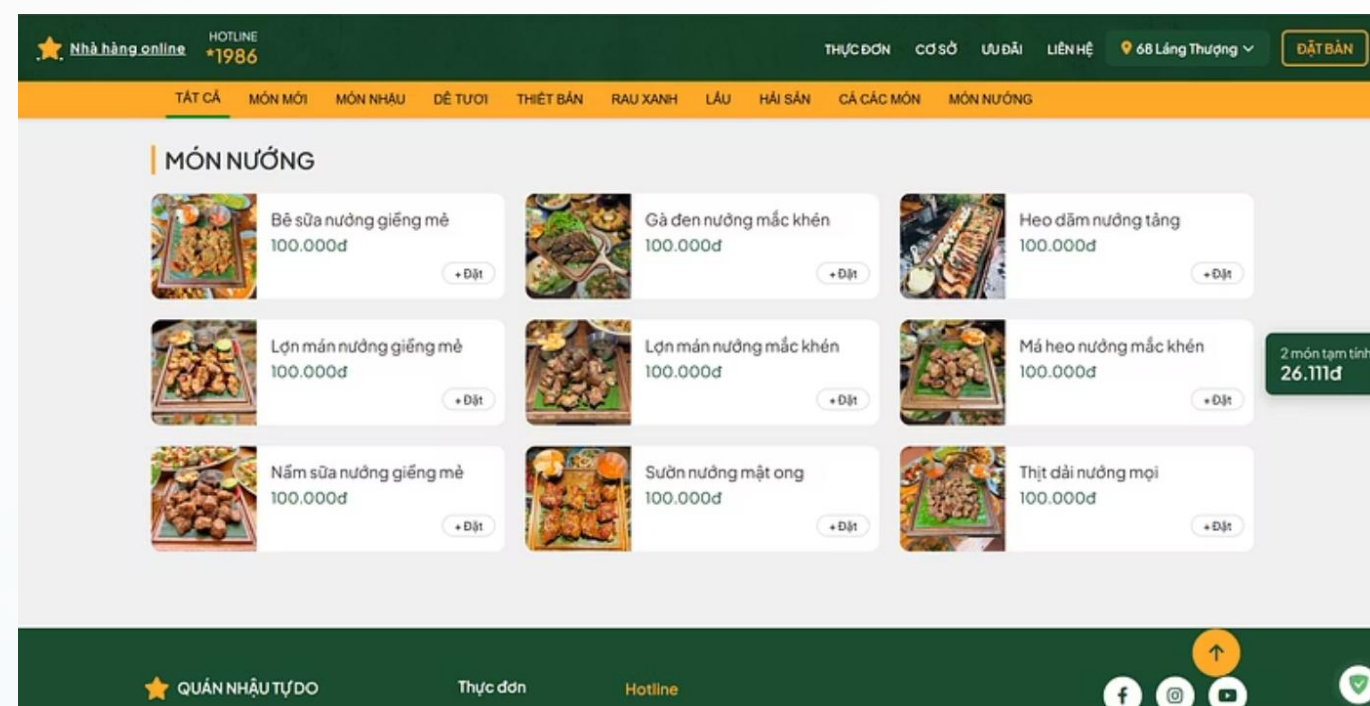 Nhà hàng online
HOTLINE
*1986
THỰC ĐƠN CƠ SỞ ƯU ĐÃI LIÊN HỆ 68 Láng Thượng ĐẶT BÀN
TẤT CẢ MÓN MỚI MÓN NHẬU DÊ TƯƠI THIẾT BẢN RAU XANH LẨU HẢI SẢN CÁ CÁC MÓN MÓN NƯỚNG
MÓN NƯỚNG
Bê sữa nướng giềng mẻ
100.000đ
+ Đặt
Gà đen nướng mắc khén
100.000đ
+ Đặt
Heo dăm nướng tảng
100.000đ
+ Đặt
Lợn mán nướng giềng mẻ
100.000đ
+ Đặt
Lợn mán nướng mắc khén
100.000đ
+ Đặt
Má heo nướng mắc khén
100.000đ
+ Đặt
Nầm sữa nướng giềng mẻ
100.000đ
+ Đặt
Sườn nướng mật ong
100.000đ
+ Đặt
Thịt dải nướng mọi
100.000đ
+ Đặt
2 món tạm tính
26.111đ
QUÁN NHẬU TỰ DO Thực đơn Hotline